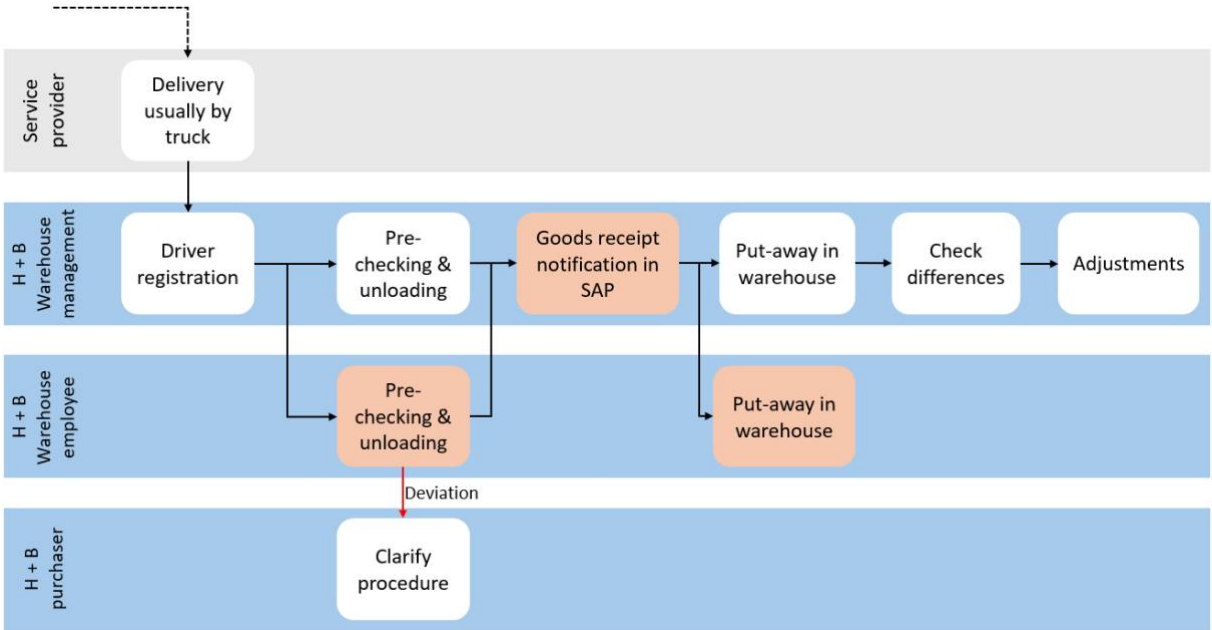 Service
provider
Delivery
usually by
truck
H + B
Warehouse
management
Driver
registration
Pre-
checking &
unloading
Goods receipt
notification in
SAP
Put-away in
warehouse
Check
differences
Adjustments
H + B
Warehouse
employee
Pre-
checking &
unloading
Put-away in
warehouse
Deviation
H + B
purchaser
Clarify
procedure